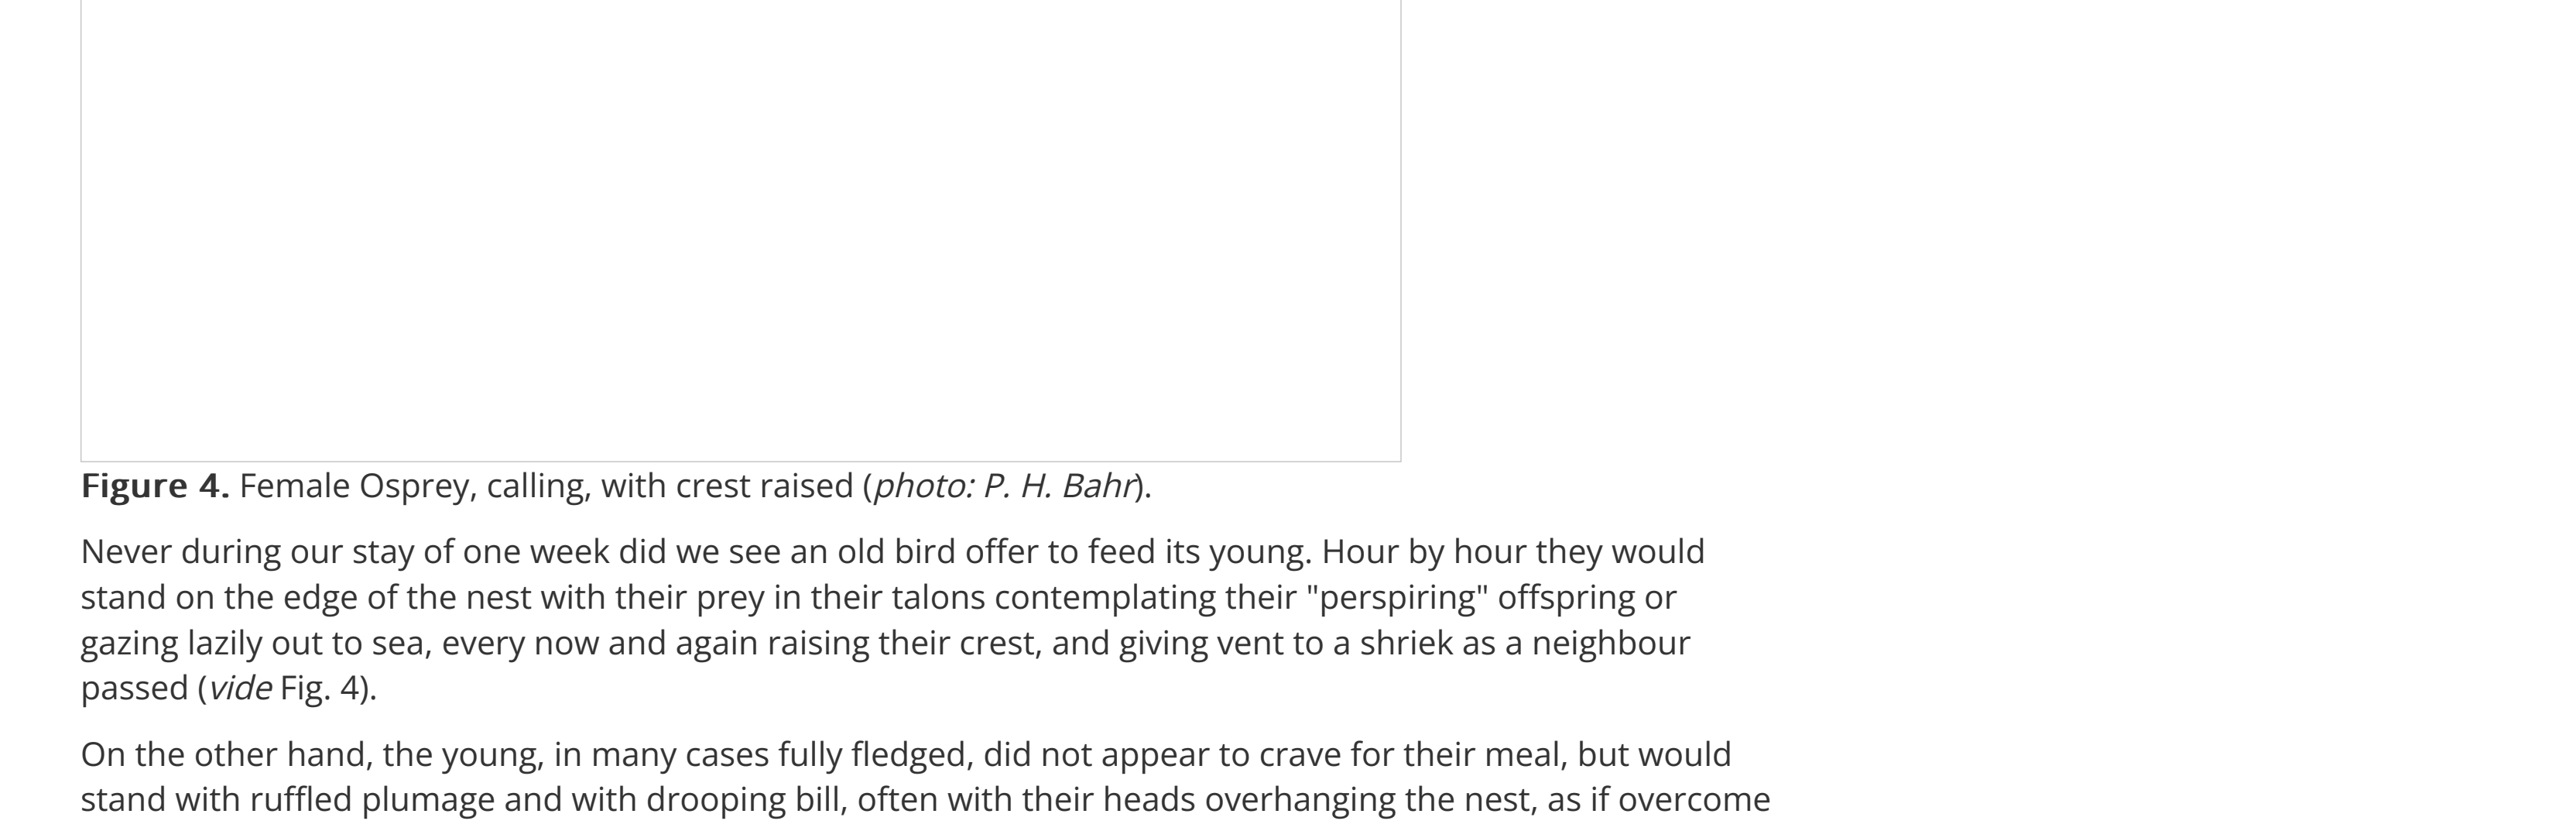 Figure 4. Female Osprey, calling, with crest raised (photo: P. H. Bahr).
Never during our stay of one week did we see an old bird offer to feed its young. Hour by hour they would
stand on the edge of the nest with their prey in their talons contemplating their "perspiring" offspring or
gazing lazily out to sea, every now and again raising their crest, and giving vent to a shriek as a neighbour
passed (vide Fig. 4).
On the other hand, the young, in many cases fully fledged, did not appear to crave for their meal, but would
stand with ruffled plumage and with drooping bill, often with their heads overhanging the nest, as if overcome